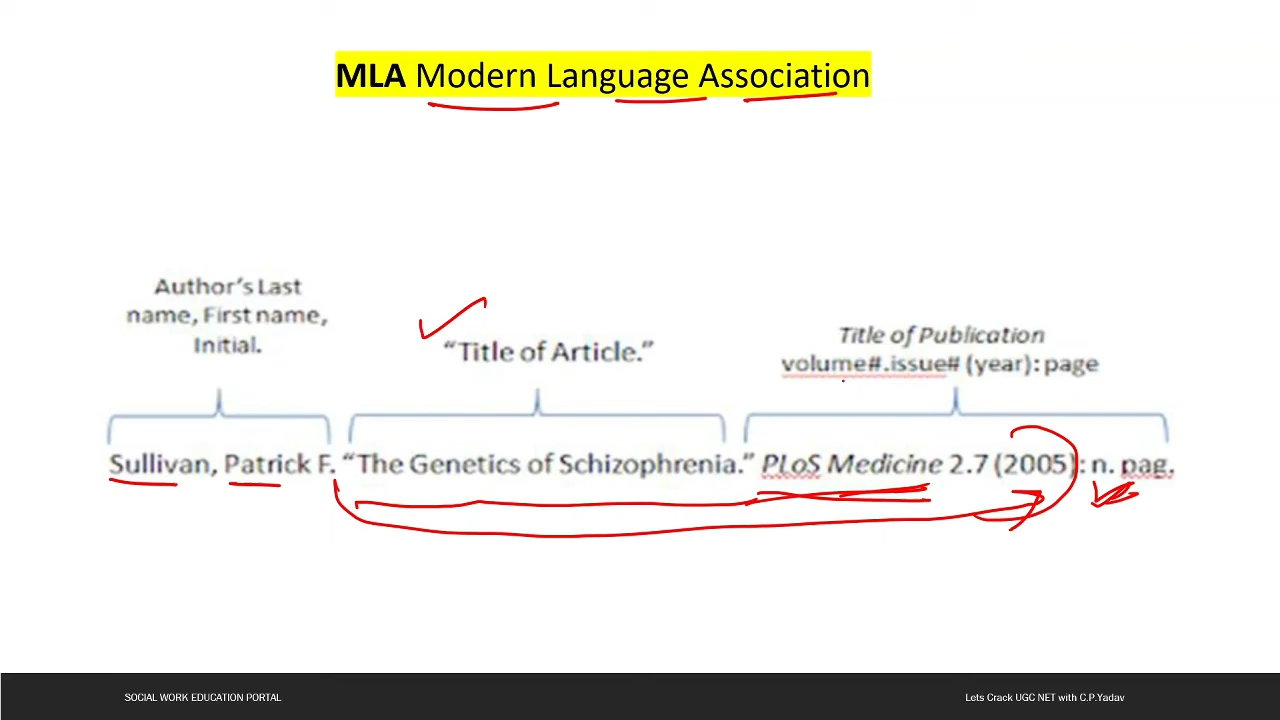 MLA Modern Language Association
Author's Last
name, First name,
Initial.
"Title of Article."
Title of Publication
volume#.issue# (year): page
Sullivan, Patrick F. "The Genetics of Schizophrenia." PLoS Medicine 2.7 (2005): n. pag.
SOCIAL WORK EDUCATION PORTAL
Lets Crack UGC NET with C.P.Yadav